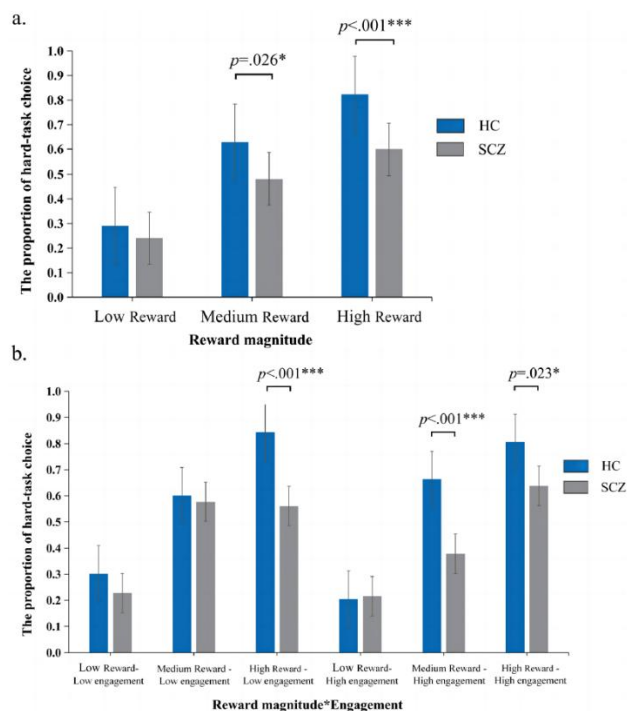 a.
p<.001***
p=.026*
1.0
0.9
0.8
0.7
0.6
0.5
0.4
0.3
0.2
0.1
0.0
The proportion of hard-task choice
HC
SCZ
Low Reward
Medium Reward
High Reward
Reward magnitude
b.
p<.001***
p=.023*
p<.001***
1.0
0.9
0.8
0.7
0.6
0.5
0.4
0.3
0.2
0.1
0.0
The proportion of hard-task choice
HC
SCZ
Low Reward-
Low engagement
Medium Reward -
Low engagement
High Reward -
Low engagement
Low Reward-
High engagement
Medium Reward -
High engagement
High Reward -
High engagement
Reward magnitude*Engagement